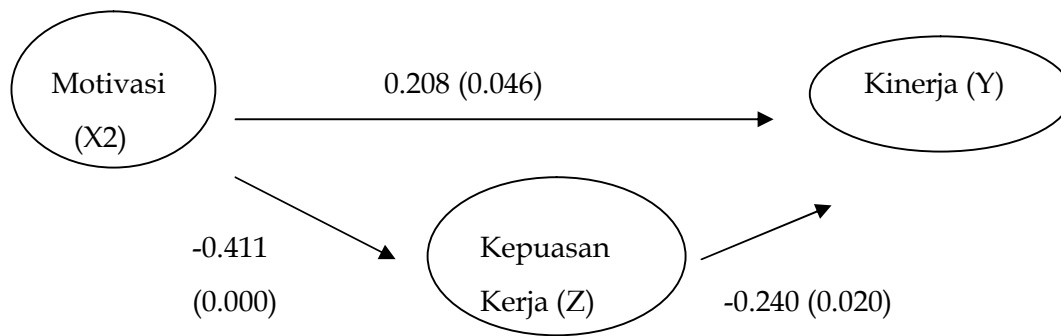 Motivasi
(X2)
0.208 (0.046)
Kinerja (Y)
-0.411
(0.000)
Kepuasan
Kerja (Z)
-0.240 (0.020)